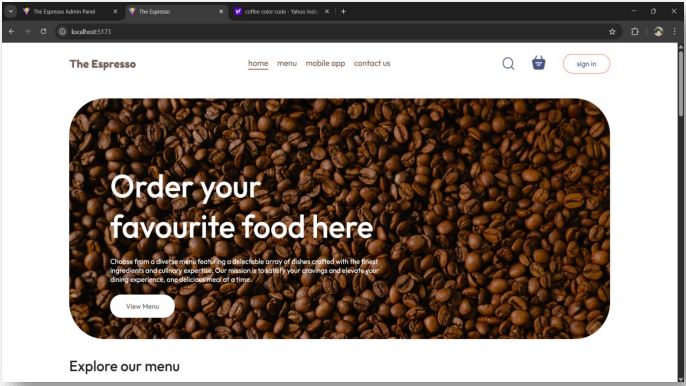 The Espresso Admin Panel
The Espresso
coffee color code - Yahoo Indi
localhost:5173
The Espresso
home menu mobile app contact us
sign in
Order your
favourite food here
Choose from a diverse menu featuring a delectable array of dishes crafted with the finest
ingredients and culinary expertise. Our mission is to satisfy your cravings and elevate your
dining experience, one delicious meal at a time.
View Menu
Explore our menu